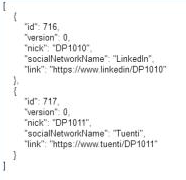 [
{
"id": 716,
"version": 0,
"nick": "DP1010",
"socialNetworkName": "LinkedIn",
"link": "https://www.linkedin/DP1010"
},
{
"id": 717,
"version": 0,
"nick": "DP1011",
"socialNetworkName": "Tuenti",
"link": "https://www.tuenti/DP1011"
}
]